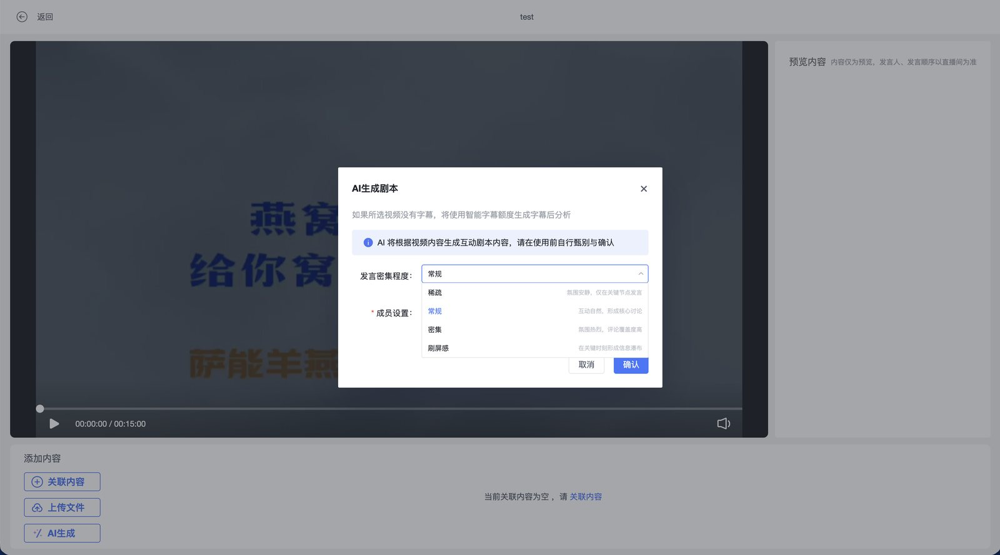 返回
test
预览内容 内容仅为预览，发言人、发言顺序以直播间为准
燕窝
给你窝
萨能羊燕
AI生成剧本
如果所选视频没有字幕，将使用智能字幕额度生成字幕后分析
AI 将根据视频内容生成互动剧本内容，请在使用前自行甄别与确认
发言密集程度： 常规
稀疏 氛围安静，仅在关键节点发言
* 成员设置：
常规 互动自然，形成核心讨论
密集 氛围热烈，评论覆盖度高
刷屏感 在关键时刻形成信息瀑布
取消 确认
00:00:00 / 00:15:00
添加内容
关联内容
上传文件
AI生成
当前关联内容为空 ，请 关联内容